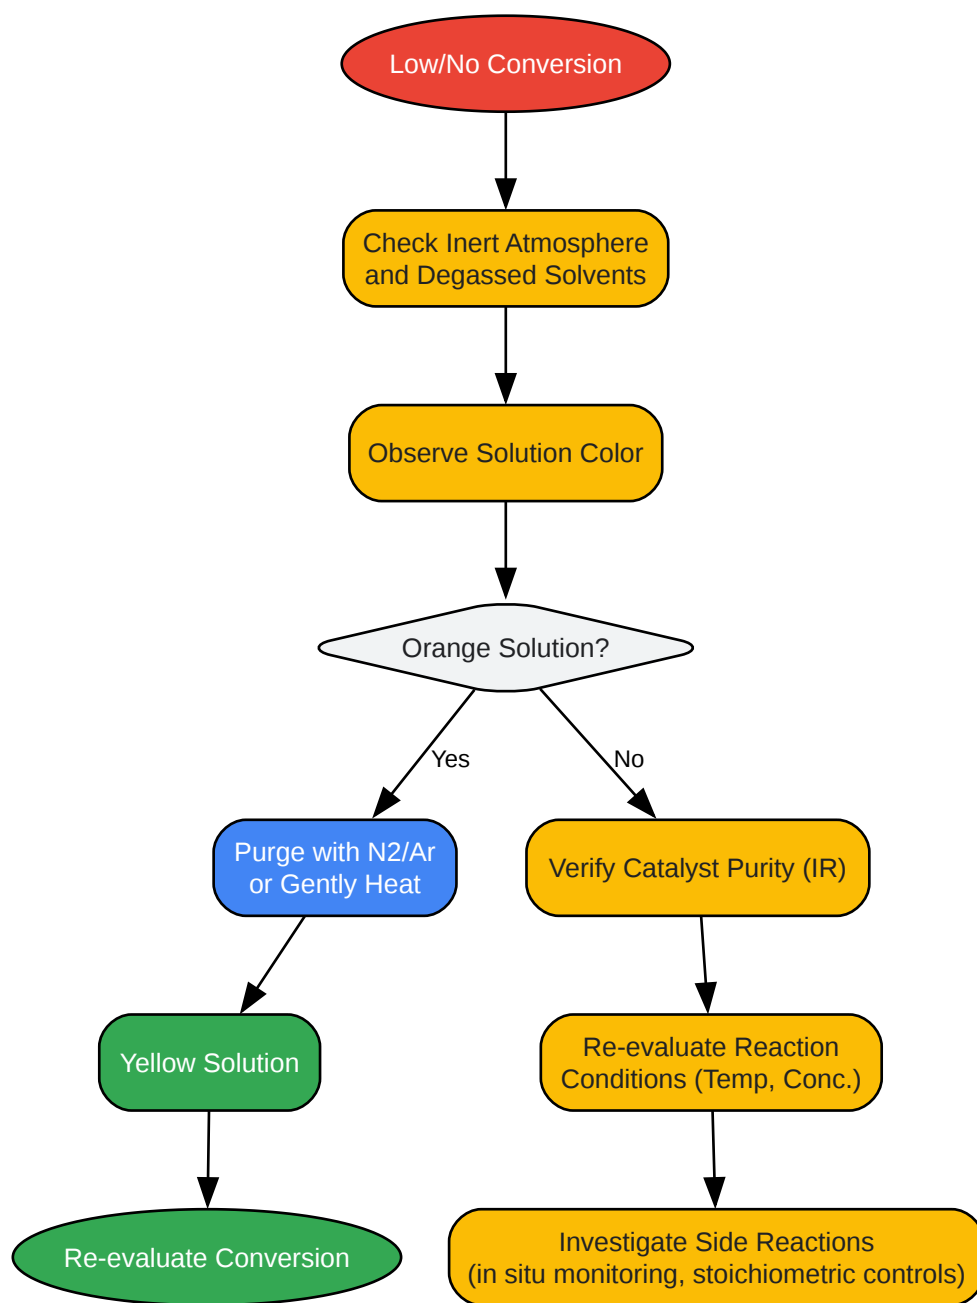 Low/No Conversion
Check Inert Atmosphere
and Degassed Solvents
Observe Solution Color
Orange Solution?
Yes
No
Purge with N2/Ar
or Gently Heat
Verify Catalyst Purity (IR)
Yellow Solution
Re-evaluate Reaction
Conditions (Temp, Conc.)
Re-evaluate Conversion
Investigate Side Reactions
(in situ monitoring, stoichiometric controls)